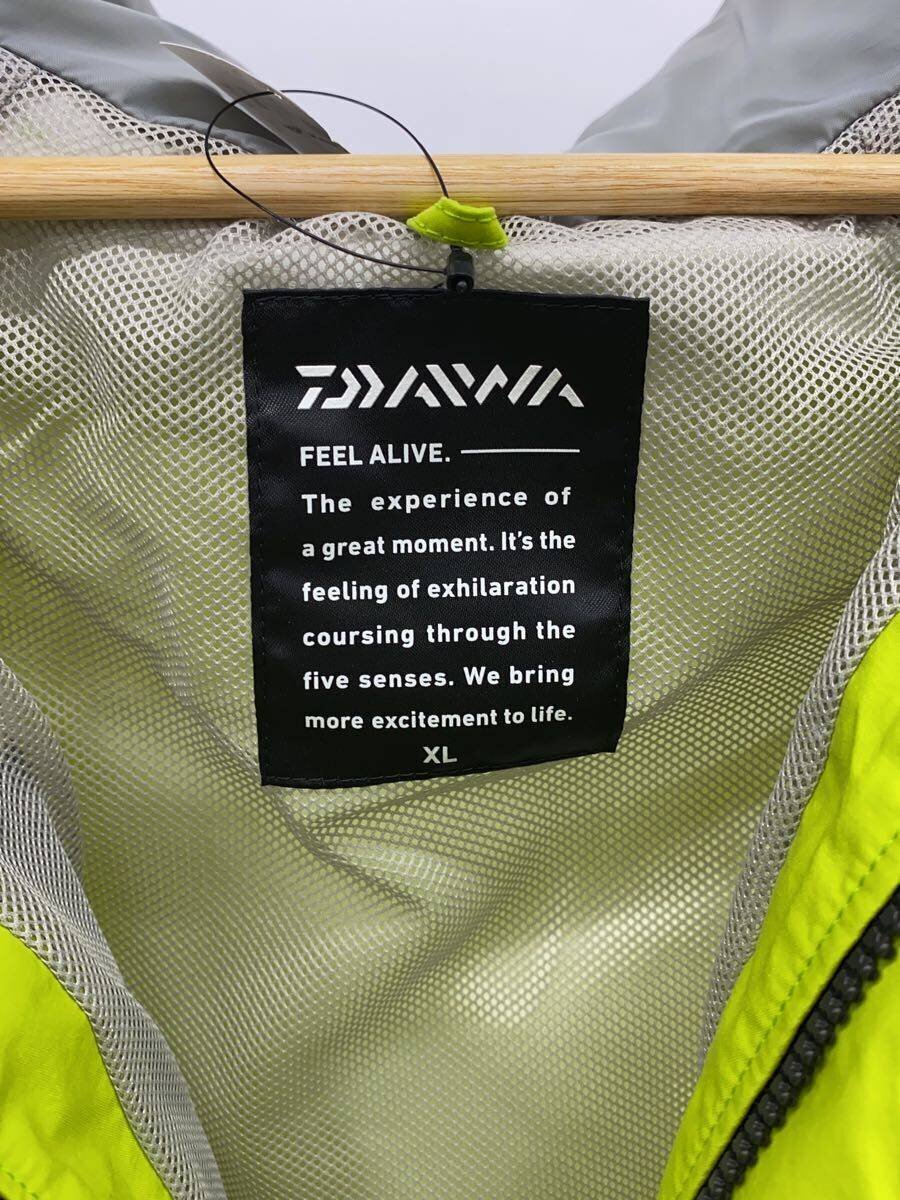 DAIWA
FEEL ALIVE.
The experience of
a great moment. It's the
feeling of exhilaration
coursing through the
five senses. We bring
more excitement to life.
XL